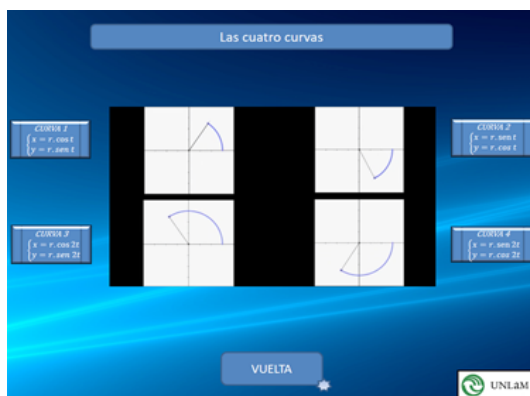 Las cuatro curvas
CURVA 1
x = r.cos t
y = r.sen t
CURVA 2
x = r.sen t
y = r.cos t
CURVA 3
x = r.cos 2t
y = r.sen 2t
CURVA 4
x = r.sen 2t
y = r.cos 2t
VUELTA
UNLaM